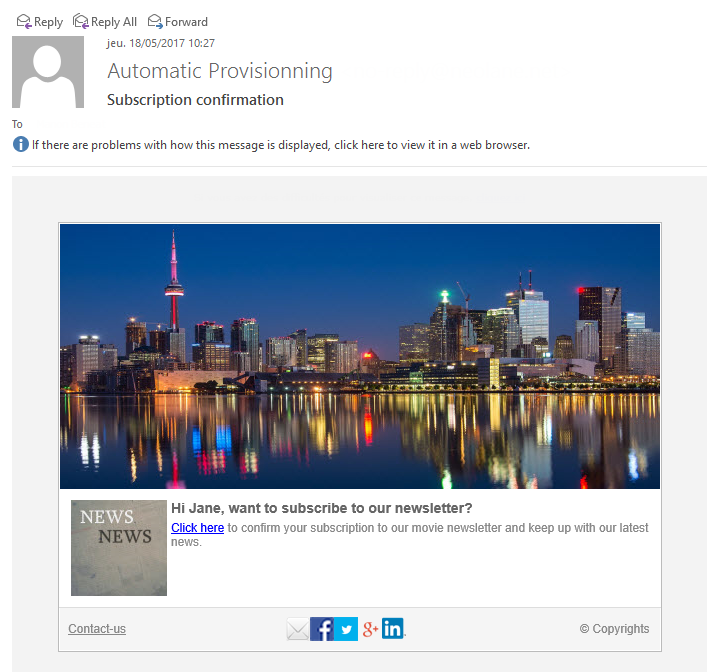 Reply Reply All Forward
jeu. 18/05/2017 10:27
Automatic Provisionning
Subscription confirmation
To
If there are problems with how this message is displayed, click here to view it in a web browser.
NEWS
NEWS
Hi Jane, want to subscribe to our newsletter?
Click here to confirm your subscription to our movie newsletter and keep up with our latest
news.
Contact-us
f g+ in
© Copyrights